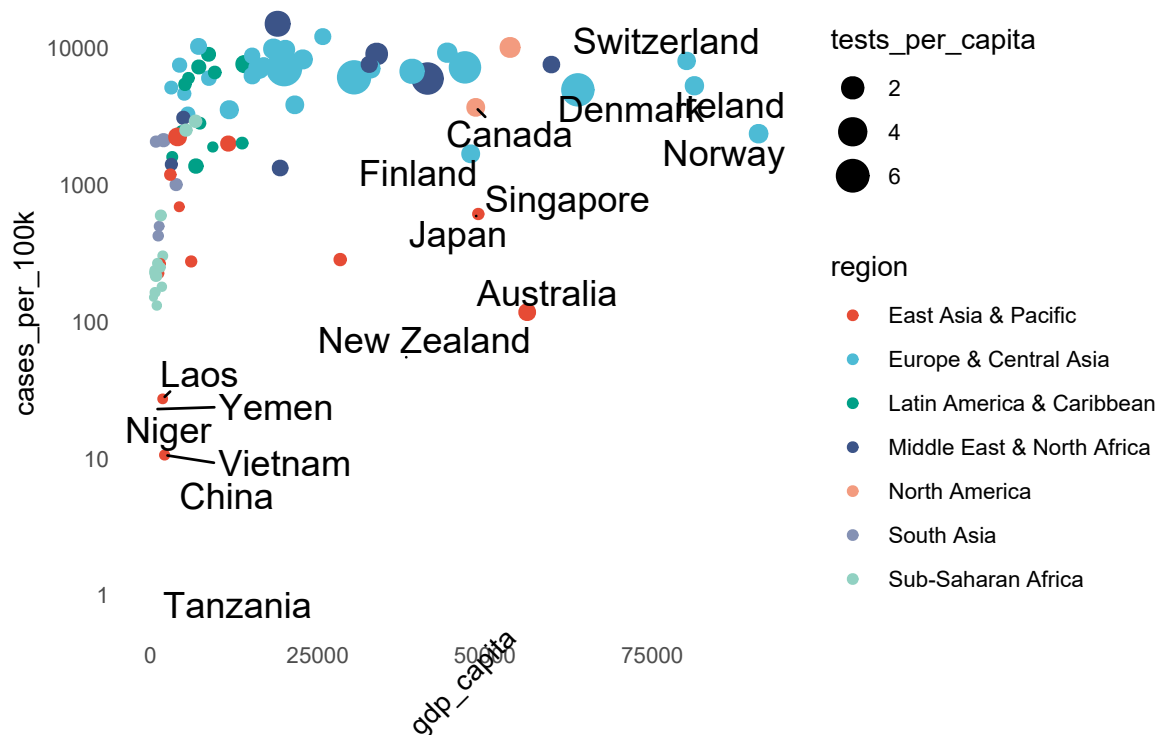 10000
1000
100
10
1
cases_per_100k
0
25000
50000
75000
gdp_capita
Switzerland
Denmark
Ireland
Canada
Norway
Finland
Singapore
Japan
Australia
New Zealand
Laos
Yemen
Niger
Vietnam
China
Tanzania
tests_per_capita
2
4
6
region
East Asia & Pacific
Europe & Central Asia
Latin America & Caribbean
Middle East & North Africa
North America
South Asia
Sub-Saharan Africa